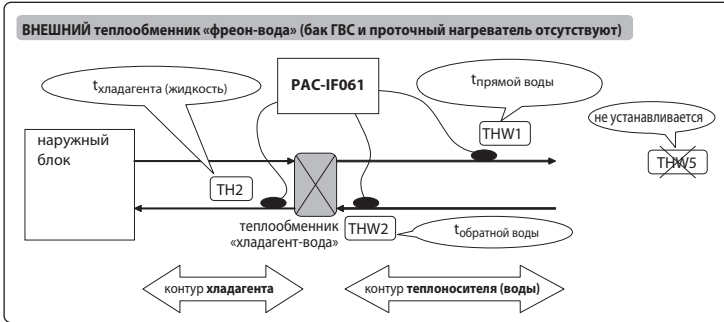 ВНЕШНИЙ теплообменник «фреон-вода» (бак ГВС и проточный нагреватель отсутствуют)
tхладагента (жидкость)
PAC-IF061
tпрямой воды
не устанавливается
наружный
блок
THW1
THW5
TH2
теплообменник
«хладагент-вода»
THW2
tобратной воды
контур хладагента
контур теплоносителя (воды)